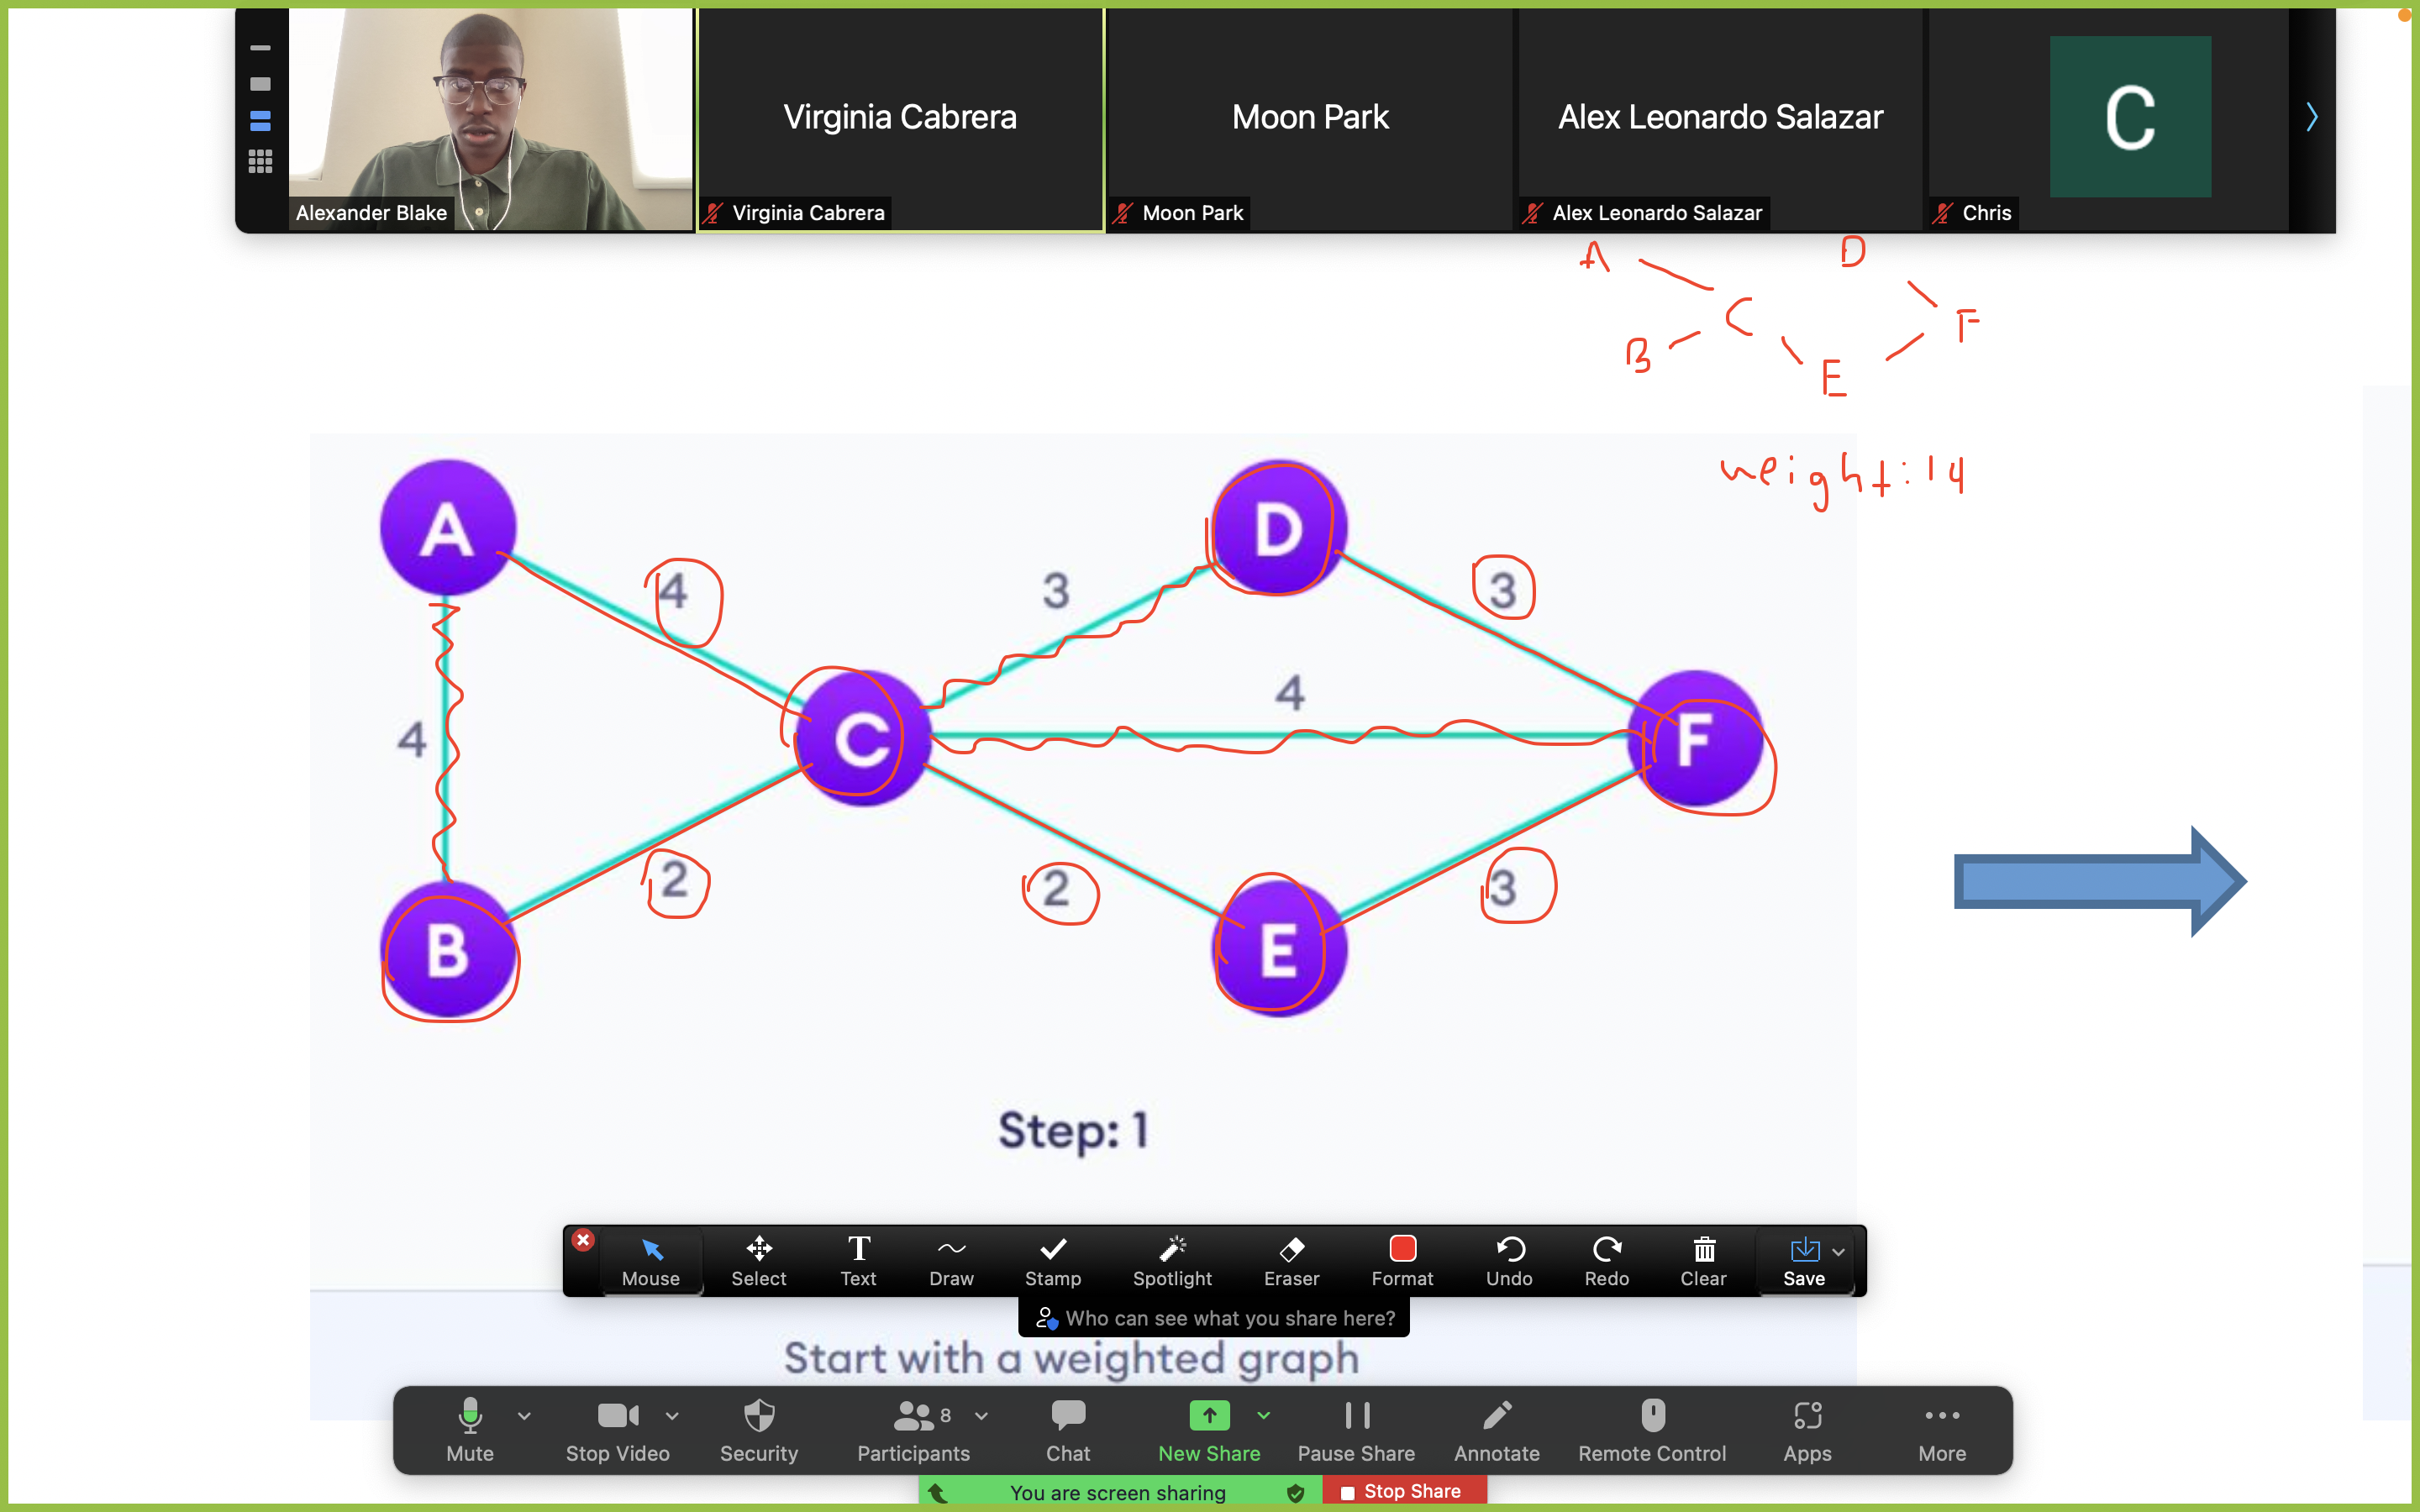 Virginia Cabrera
Moon Park
Alex Leonardo Salazar
C
Alexander Blake
Virginia Cabrera
Moon Park
Alex Leonardo Salazar
Chris
A
D
C
F
B
E
weight:14
A
D
4
3
3
4
C
F
4
2
2
3
B
E
Step: 1
Mouse
Select
T
Text
Draw
Stamp
Spotlight
Eraser
Format
Undo
Redo
Clear
Save
Who can see what you share here?
Start with a weighted graph
8
Mute
Stop Video
Security
Participants
Chat
New Share
Pause Share
Annotate
Remote Control
Apps
More
You are screen sharing
Stop Share